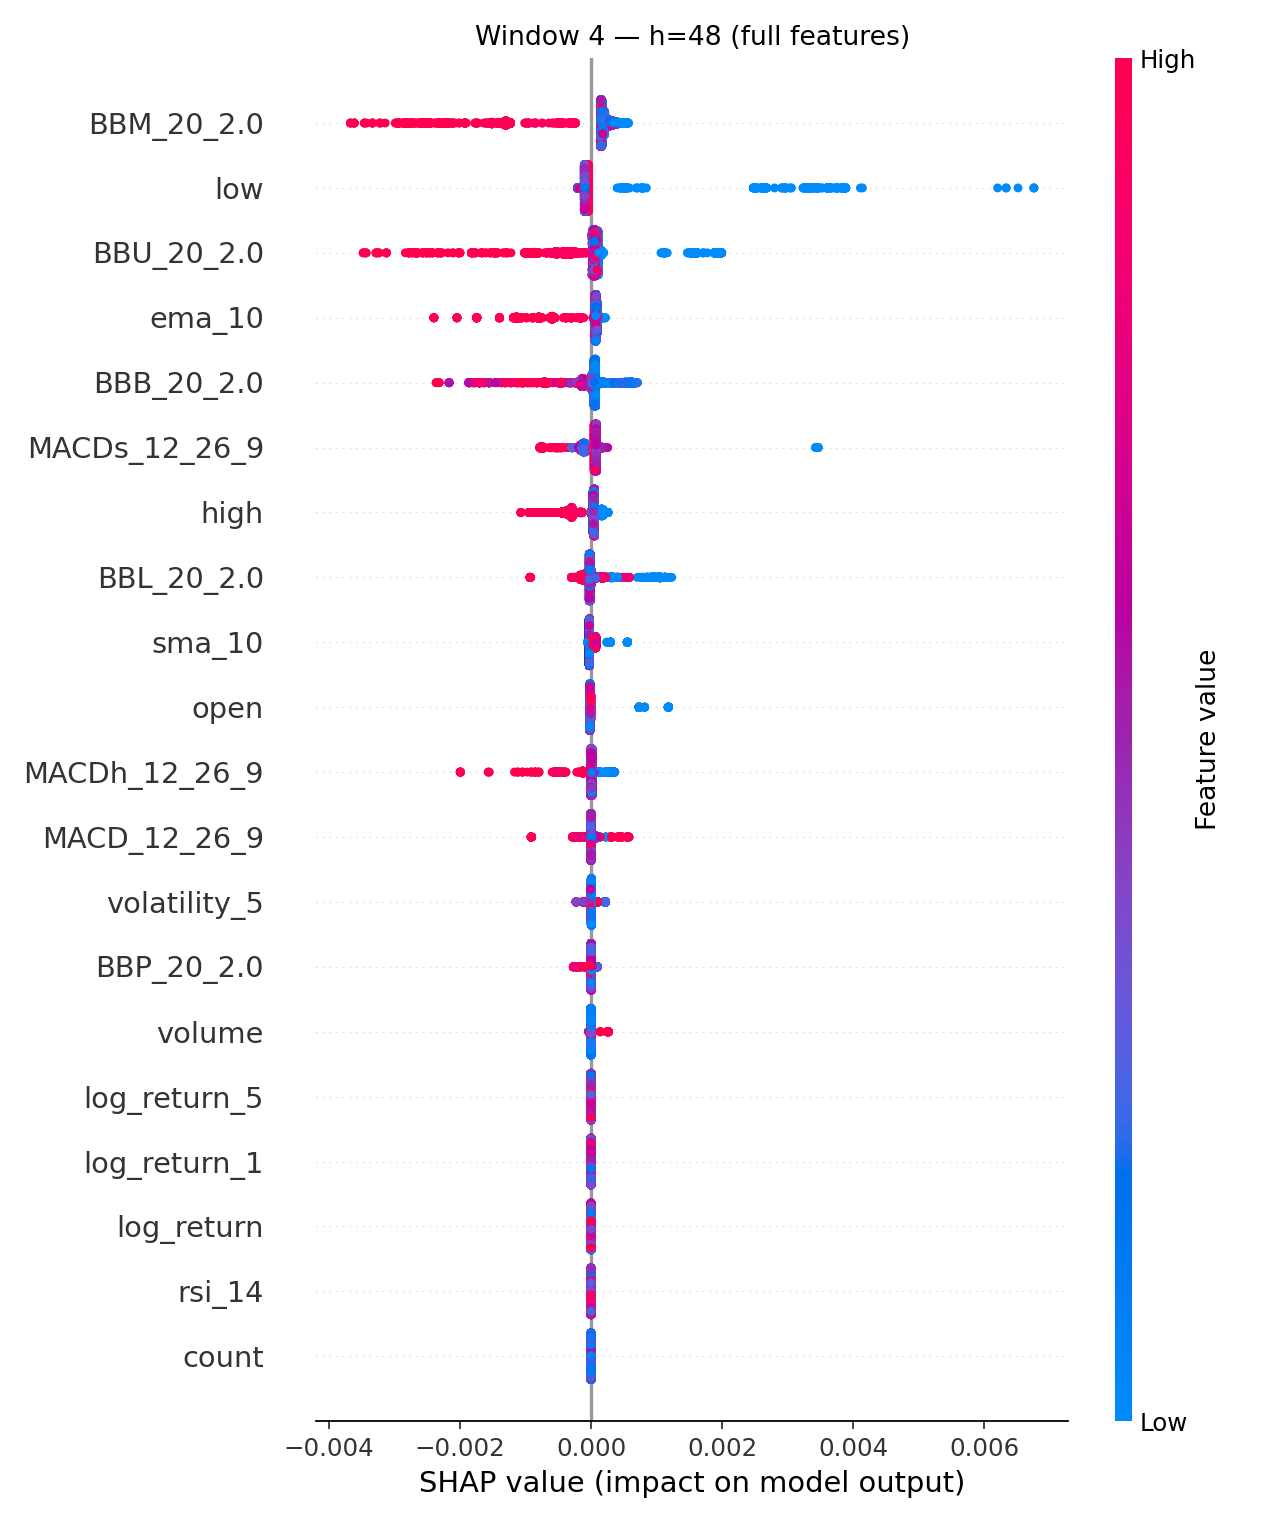 Window 4 — h=48 (full features)
High
BBM_20_2.0
low
BBU_20_2.0
ema_10
BBB_20_2.0
MACDs_12_26_9
high
BBL_20_2.0
sma_10
open
MACDh_12_26_9
MACD_12_26_9
volatility_5
BBP_20_2.0
volume
log_return_5
log_return_1
log_return
rsi_14
count
Feature value
Low
−0.004 −0.002 0.000 0.002 0.004 0.006
SHAP value (impact on model output)